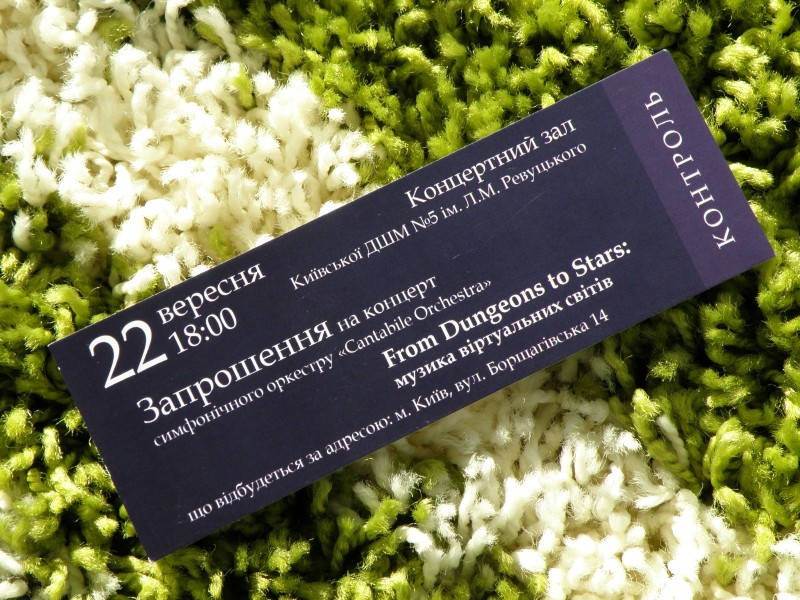 22 вересня
18:00
Концертний зал
Київської ДШМ №5 ім. Л.М. Ревуцького
Запрошення на концерт
симфонічного оркестру «Cantabile Orchestra»
From Dungeons to Stars:
музика віртуальних світів
що відбудеться за адресою: м. Київ, вул. Борщагівська 14
КОНТРОЛЬ